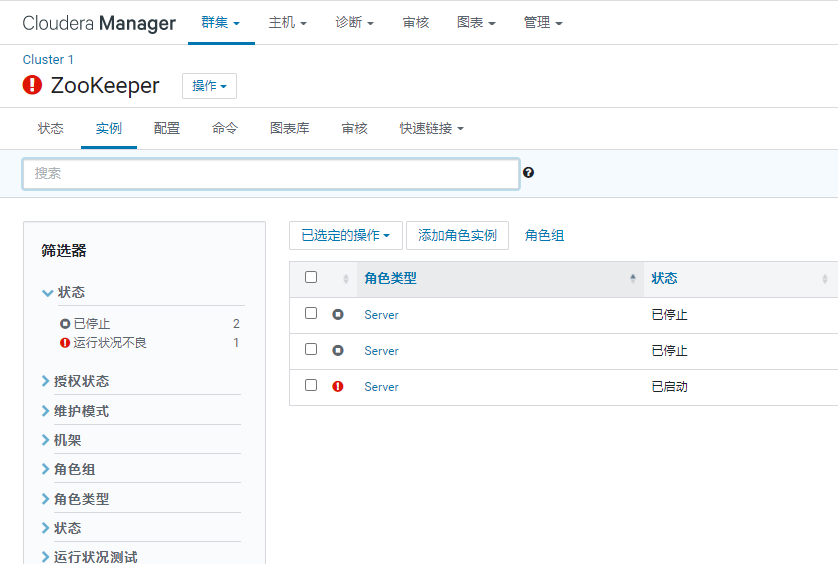 Cloudera Manager 群集 主机 诊断 审核 图表 管理
Cluster 1
ZooKeeper 操作
状态 实例 配置 命令 图表库 审核 快速链接
搜索
筛选器
状态
已停止 2
运行状况不良 1
授权状态
维护模式
机架
角色组
角色类型
状态
运行状况测试
已选定的操作 添加角色实例 角色组
角色类型 状态
Server 已停止
Server 已停止
Server 已启动